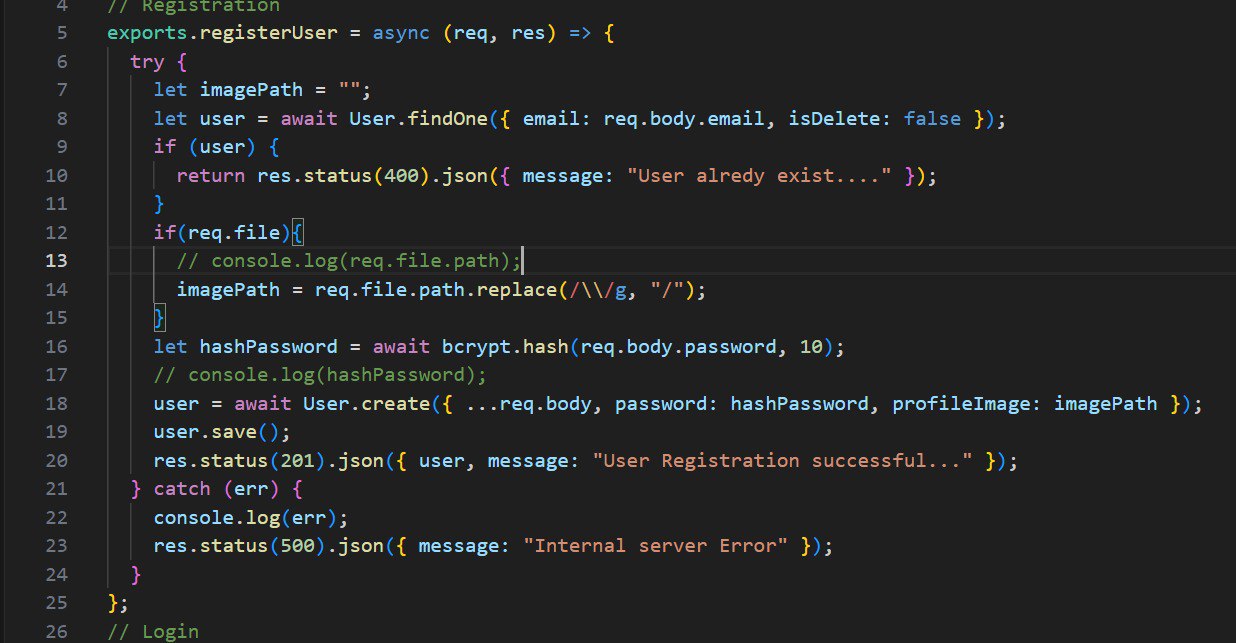 4 // Registration
5 exports.registerUser = async (req, res) => {
6 try {
7 let imagePath = "";
8 let user = await User.findOne({ email: req.body.email, isDelete: false });
9 if (user) {
10 return res.status(400).json({ message: "User alredy exist...." });
11 }
12 if(req.file){
13 // console.log(req.file.path);
14 imagePath = req.file.path.replace(/\\/g, "/");
15 }
16 let hashPassword = await bcrypt.hash(req.body.password, 10);
17 // console.log(hashPassword);
18 user = await User.create({ ...req.body, password: hashPassword, profileImage: imagePath });
19 user.save();
20 res.status(201).json({ user, message: "User Registration successful..." });
21 } catch (err) {
22 console.log(err);
23 res.status(500).json({ message: "Internal server Error" });
24 }
25 };
26 // Login